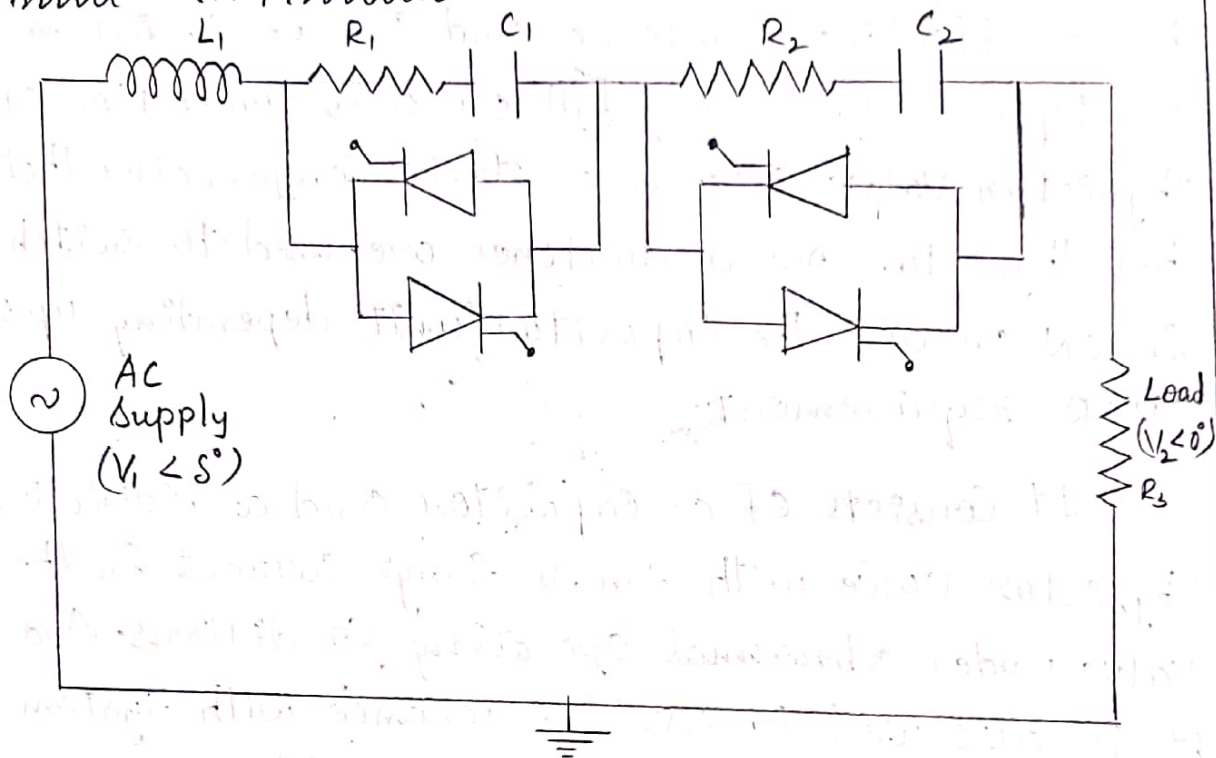 L₁ R₁ C₁ R₂ C₂
AC
Supply
(V₁ < δ°)
Load
(V₂<0°)
R₃